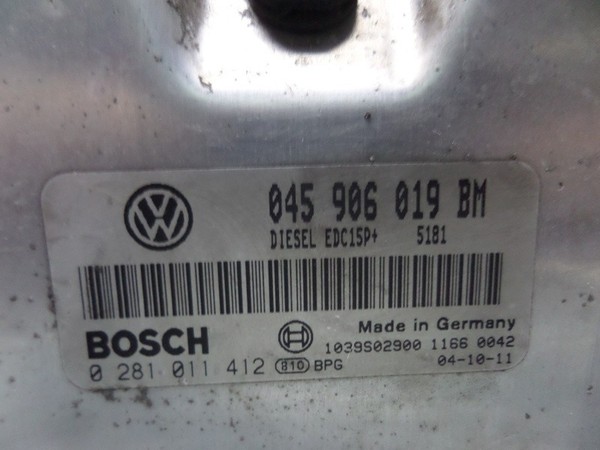 045 906 019 BM
DIESEL EDC15P+ 5181
BOSCH
Made in Germany
1039S02900 1166 0042
0 281 011 412 810 BPG
04-10-11